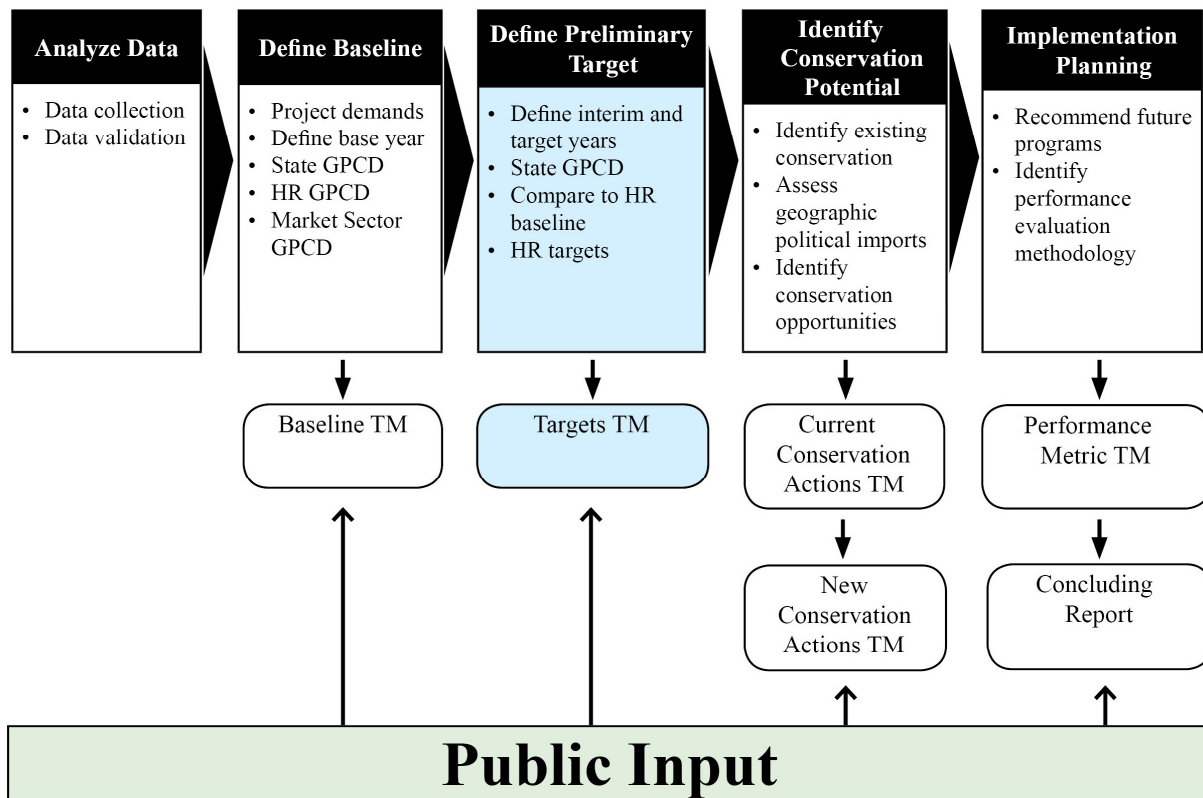 Analyze Data
• Data collection
• Data validation
Define Baseline
• Project demands
• Define base year
• State GPCD
• HR GPCD
• Market Sector
GPCD
Define Preliminary
Target
• Define interim and
target years
• State GPCD
• Compare to HR
baseline
• HR targets
Identify
Conservation
Potential
• Identify existing
conservation
• Assess
geographic
political imports
• Identify
conservation
opportunities
Implementation
Planning
• Recommend future
programs
• Identify
performance
evaluation
methodology
Baseline TM
Targets TM
Current
Conservation
Actions TM
Performance
Metric TM
New
Conservation
Actions TM
Concluding
Report
Public Input